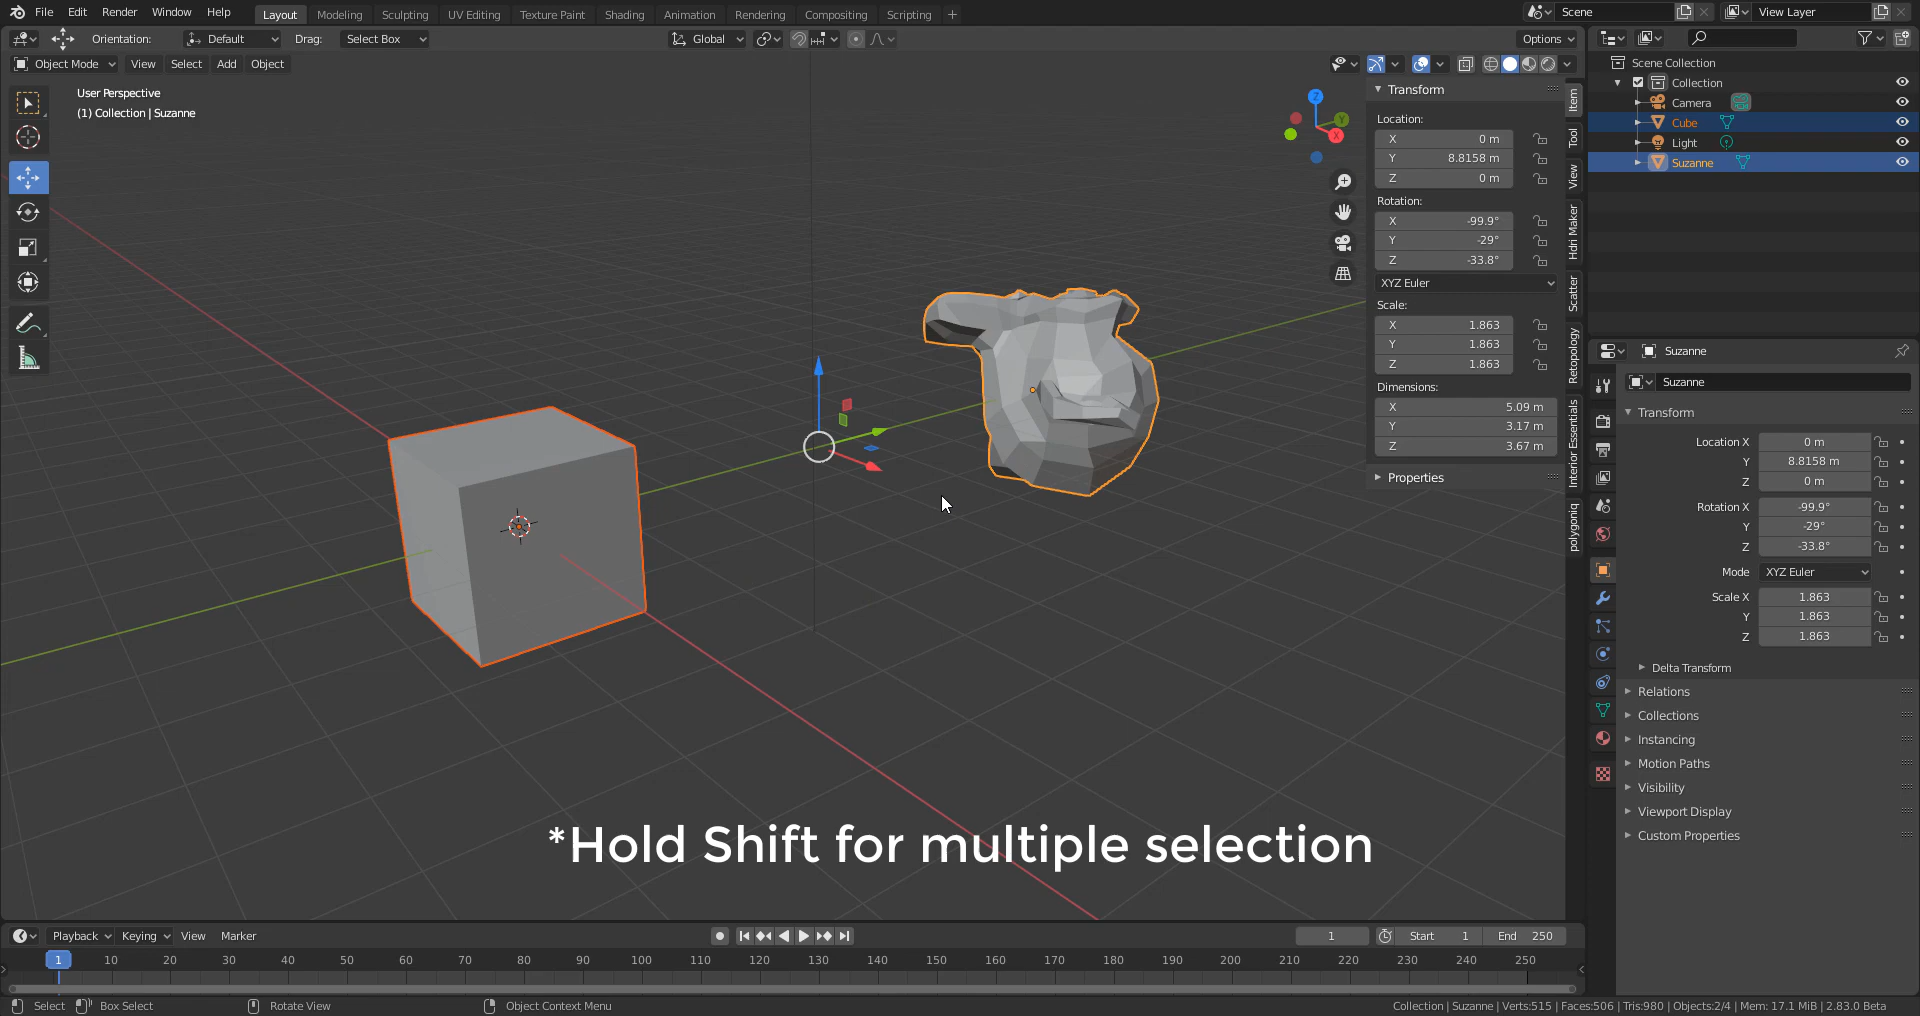 File Edit Render Window Help Layout Modeling Sculpting UV Editing Texture Paint Shading Animation Rendering Compositing Scripting + Scene View Layer
Orientation: Default Drag: Select Box Global Options
Object Mode View Select Add Object
User Perspective
(1) Collection | Suzanne
Z
Y
X
Transform
Location:
X 0 m
Y 8.8158 m
Z 0 m
Rotation:
X -99.9°
Y -29°
Z -33.8°
XYZ Euler
Scale:
X 1.863
Y 1.863
Z 1.863
Dimensions:
X 5.09 m
Y 3.17 m
Z 3.67 m
Properties
Item
Tool
View
Hdri Maker
Scatter
Retopology
Interior Essentials
polygoniq
Scene Collection
Collection
Camera
Cube
Light
Suzanne
Suzanne
Suzanne
Transform
Location X 0 m
Y 8.8158 m
Z 0 m
Rotation X -99.9°
Y -29°
Z -33.8°
Mode XYZ Euler
Scale X 1.863
Y 1.863
Z 1.863
Delta Transform
Relations
Collections
Instancing
Motion Paths
Visibility
Viewport Display
Custom Properties
*Hold Shift for multiple selection
Playback Keying View Marker 1 Start 1 End 250
1 10 20 30 40 50 60 70 80 90 100 110 120 130 140 150 160 170 180 190 200 210 220 230 240 250
Select Box Select Rotate View Object Context Menu Collection | Suzanne | Verts:515 | Faces:506 | Tris:980 | Objects:2/4 | Mem: 17.1 MiB | 2.83.0 Beta